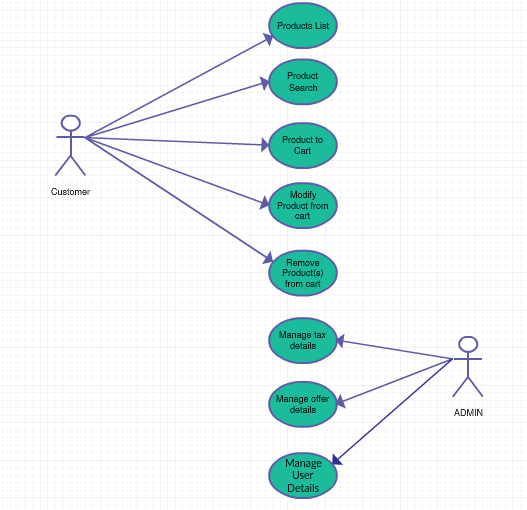 Products List
Product
Search
Product to
Cart
Customer
Modify
Product from
cart
Remove
Product(s)
from cart
Manage tax
details
Manage offer
details
ADMIN
Manage
User
Details